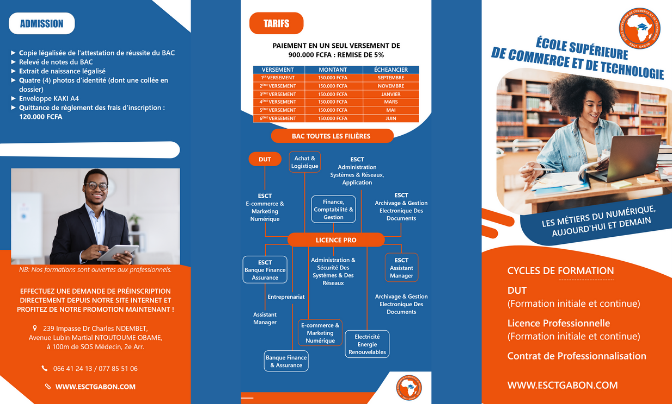 ADMISSION
Copie légalisée de l'attestation de réussite du BAC
Relevé de notes du BAC
Extrait de naissance légalisé
Quatre (4) photos d'identité (dont une collée en
dossier)
Enveloppe KAKI A4
Quittance de règlement des frais d'inscription :
120.000 FCFA
NB: Nos formations sont ouvertes aux professionnels.
EFFECTUEZ UNE DEMANDE DE PRÉINSCRIPTION
DIRECTEMENT DEPUIS NOTRE SITE INTERNET ET
PROFITEZ DE NOTRE PROMOTION MAINTENANT !
239 Impasse Dr Charles NDEMBET,
Avenue Lubin Martial NTOUTOUME OBAME,
à 100m de SOS Médecin, 2e Arr.
066 41 24 13 / 077 85 51 06
WWW.ESCTGABON.COM
TARIFS
PAIEMENT EN UN SEUL VERSEMENT DE
900.000 FCFA : REMISE DE 5%
VERSEMENT MONTANT ÉCHEANCIER
1er VERSEMENT 150.000 FCFA SEPTEMBRE
2ème VERSEMENT 150.000 FCFA NOVEMBRE
3ème VERSEMENT 150.000 FCFA JANVIER
4ème VERSEMENT 150.000 FCFA MARS
5ème VERSEMENT 150.000 FCFA MAI
6ème VERSEMENT 150.000 FCFA JUIN
BAC TOUTES LES FILIÈRES
DUT
Achat &
Logistique
ESCT
Administration
Systèmes & Réseaux,
Application
ESCT
E-commerce &
Marketing
Numérique
Finance,
Comptabilité &
Gestion
ESCT
Archivage & Gestion
Electronique Des
Documents
LICENCE PRO
ESCT
Banque Finance
Assurance
Administration &
Sécurité Des
Systèmes & Des
Réseaux
ESCT
Assistant
Manager
Entreprenariat
Archivage & Gestion
Electronique Des
Documents
Assistant
Manager
E-commerce &
Marketing
Numérique
Electricité
Energie
Renouvelables
Banque Finance
& Assurance
ÉCOLE SUPÉRIEURE
DE COMMERCE ET DE TECHNOLOGIE
LES MÉTIERS DU NUMÉRIQUE,
AUJOURD'HUI ET DEMAIN
CYCLES DE FORMATION
DUT
(Formation initiale et continue)
Licence Professionnelle
(Formation initiale et continue)
Contrat de Professionnalisation
WWW.ESCTGABON.COM